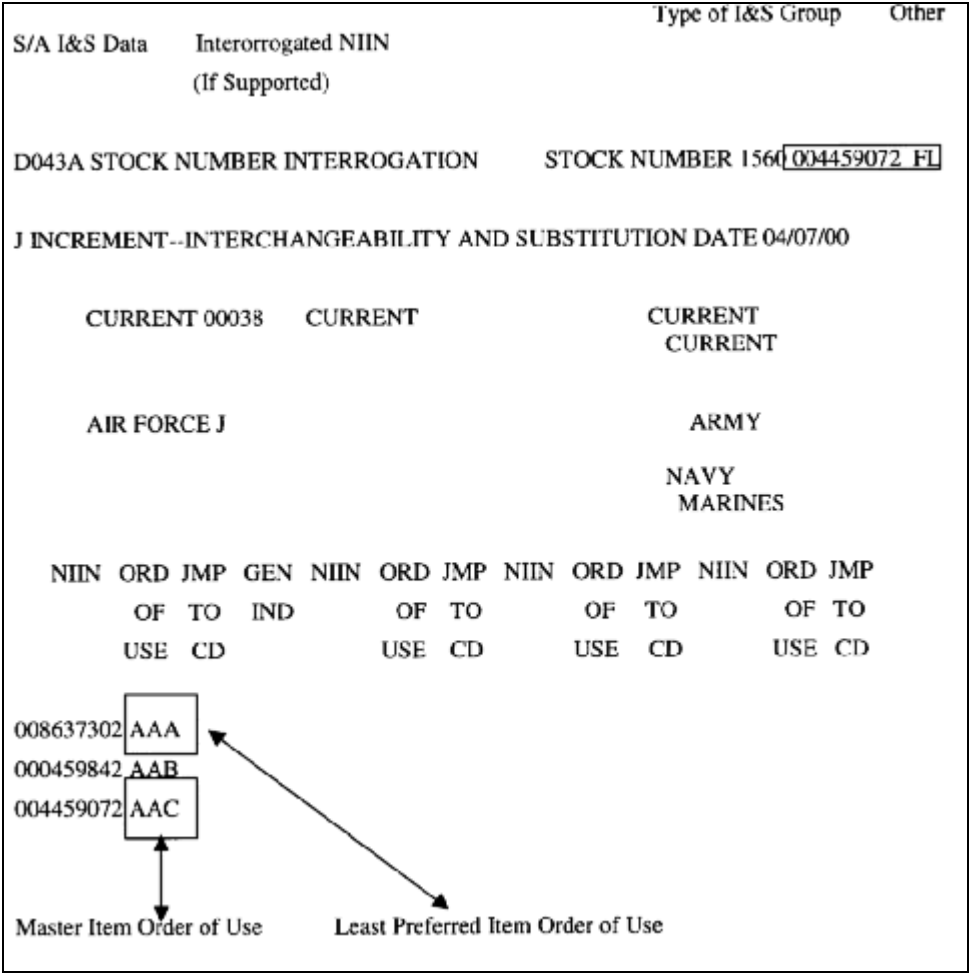 Type of I&S Group Other
S/A I&S Data Interorrogated NIIN
(If Supported)
D043A STOCK NUMBER INTERROGATION STOCK NUMBER 1560 004459072 FL
J INCREMENT--INTERCHANGEABILITY AND SUBSTITUTION DATE 04/07/00
CURRENT 00038 CURRENT CURRENT
CURRENT
AIR FORCE J ARMY
NAVY
MARINES
NIIN ORD JMP GEN NIIN ORD JMP NIIN ORD JMP NIIN ORD JMP
OF TO IND OF TO OF TO OF TO
USE CD USE CD USE CD USE CD
008637302 AAA
000459842 AAB
004459072 AAC
Master Item Order of Use Least Preferred Item Order of Use